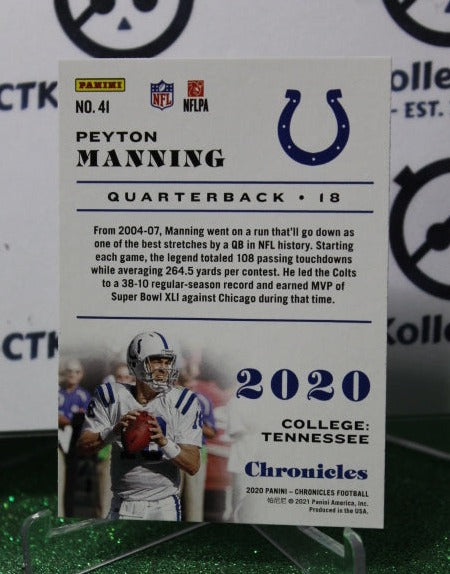 PANINI
NFL
NFLPA
NO. 41
PEYTON
MANNING
QUARTERBACK • 18
From 2004-07, Manning went on a run that'll go down as
one of the best stretches by a QB in NFL history. Starting
each game, the legend totaled 108 passing touchdowns
while averaging 264.5 yards per contest. He led the Colts
to a 38-10 regular-season record and earned MVP of
Super Bowl XLI against Chicago during that time.
2020
COLLEGE:
TENNESSEE
Chronicles
2020 PANINI – CHRONICLES FOOTBALL
帕尼尼 © 2021 Panini America, Inc.
Produced in the USA.
CTK
Kolle
- EST.
Kollec
CTK